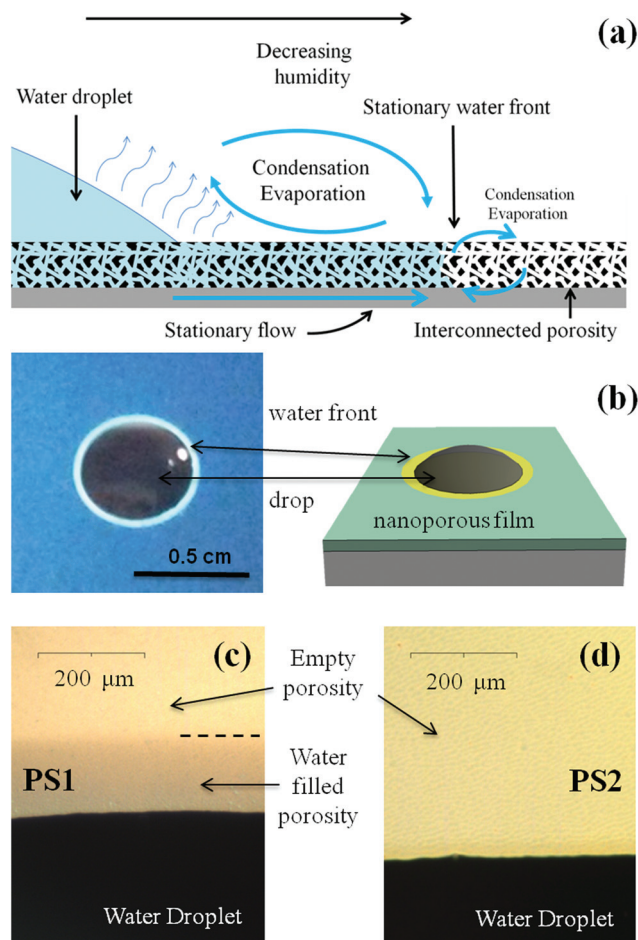 (a)
Decreasing
humidity
Water droplet
Stationary water front
Condensation
Evaporation
Condensation
Evaporation
Stationary flow
Interconnected porosity
(b)
water front
drop
0.5 cm
nanoporous film
(c)
200 μm
Empty
porosity
(d)
200 μm
PS1
Water
filled
porosity
PS2
Water Droplet
Water Droplet